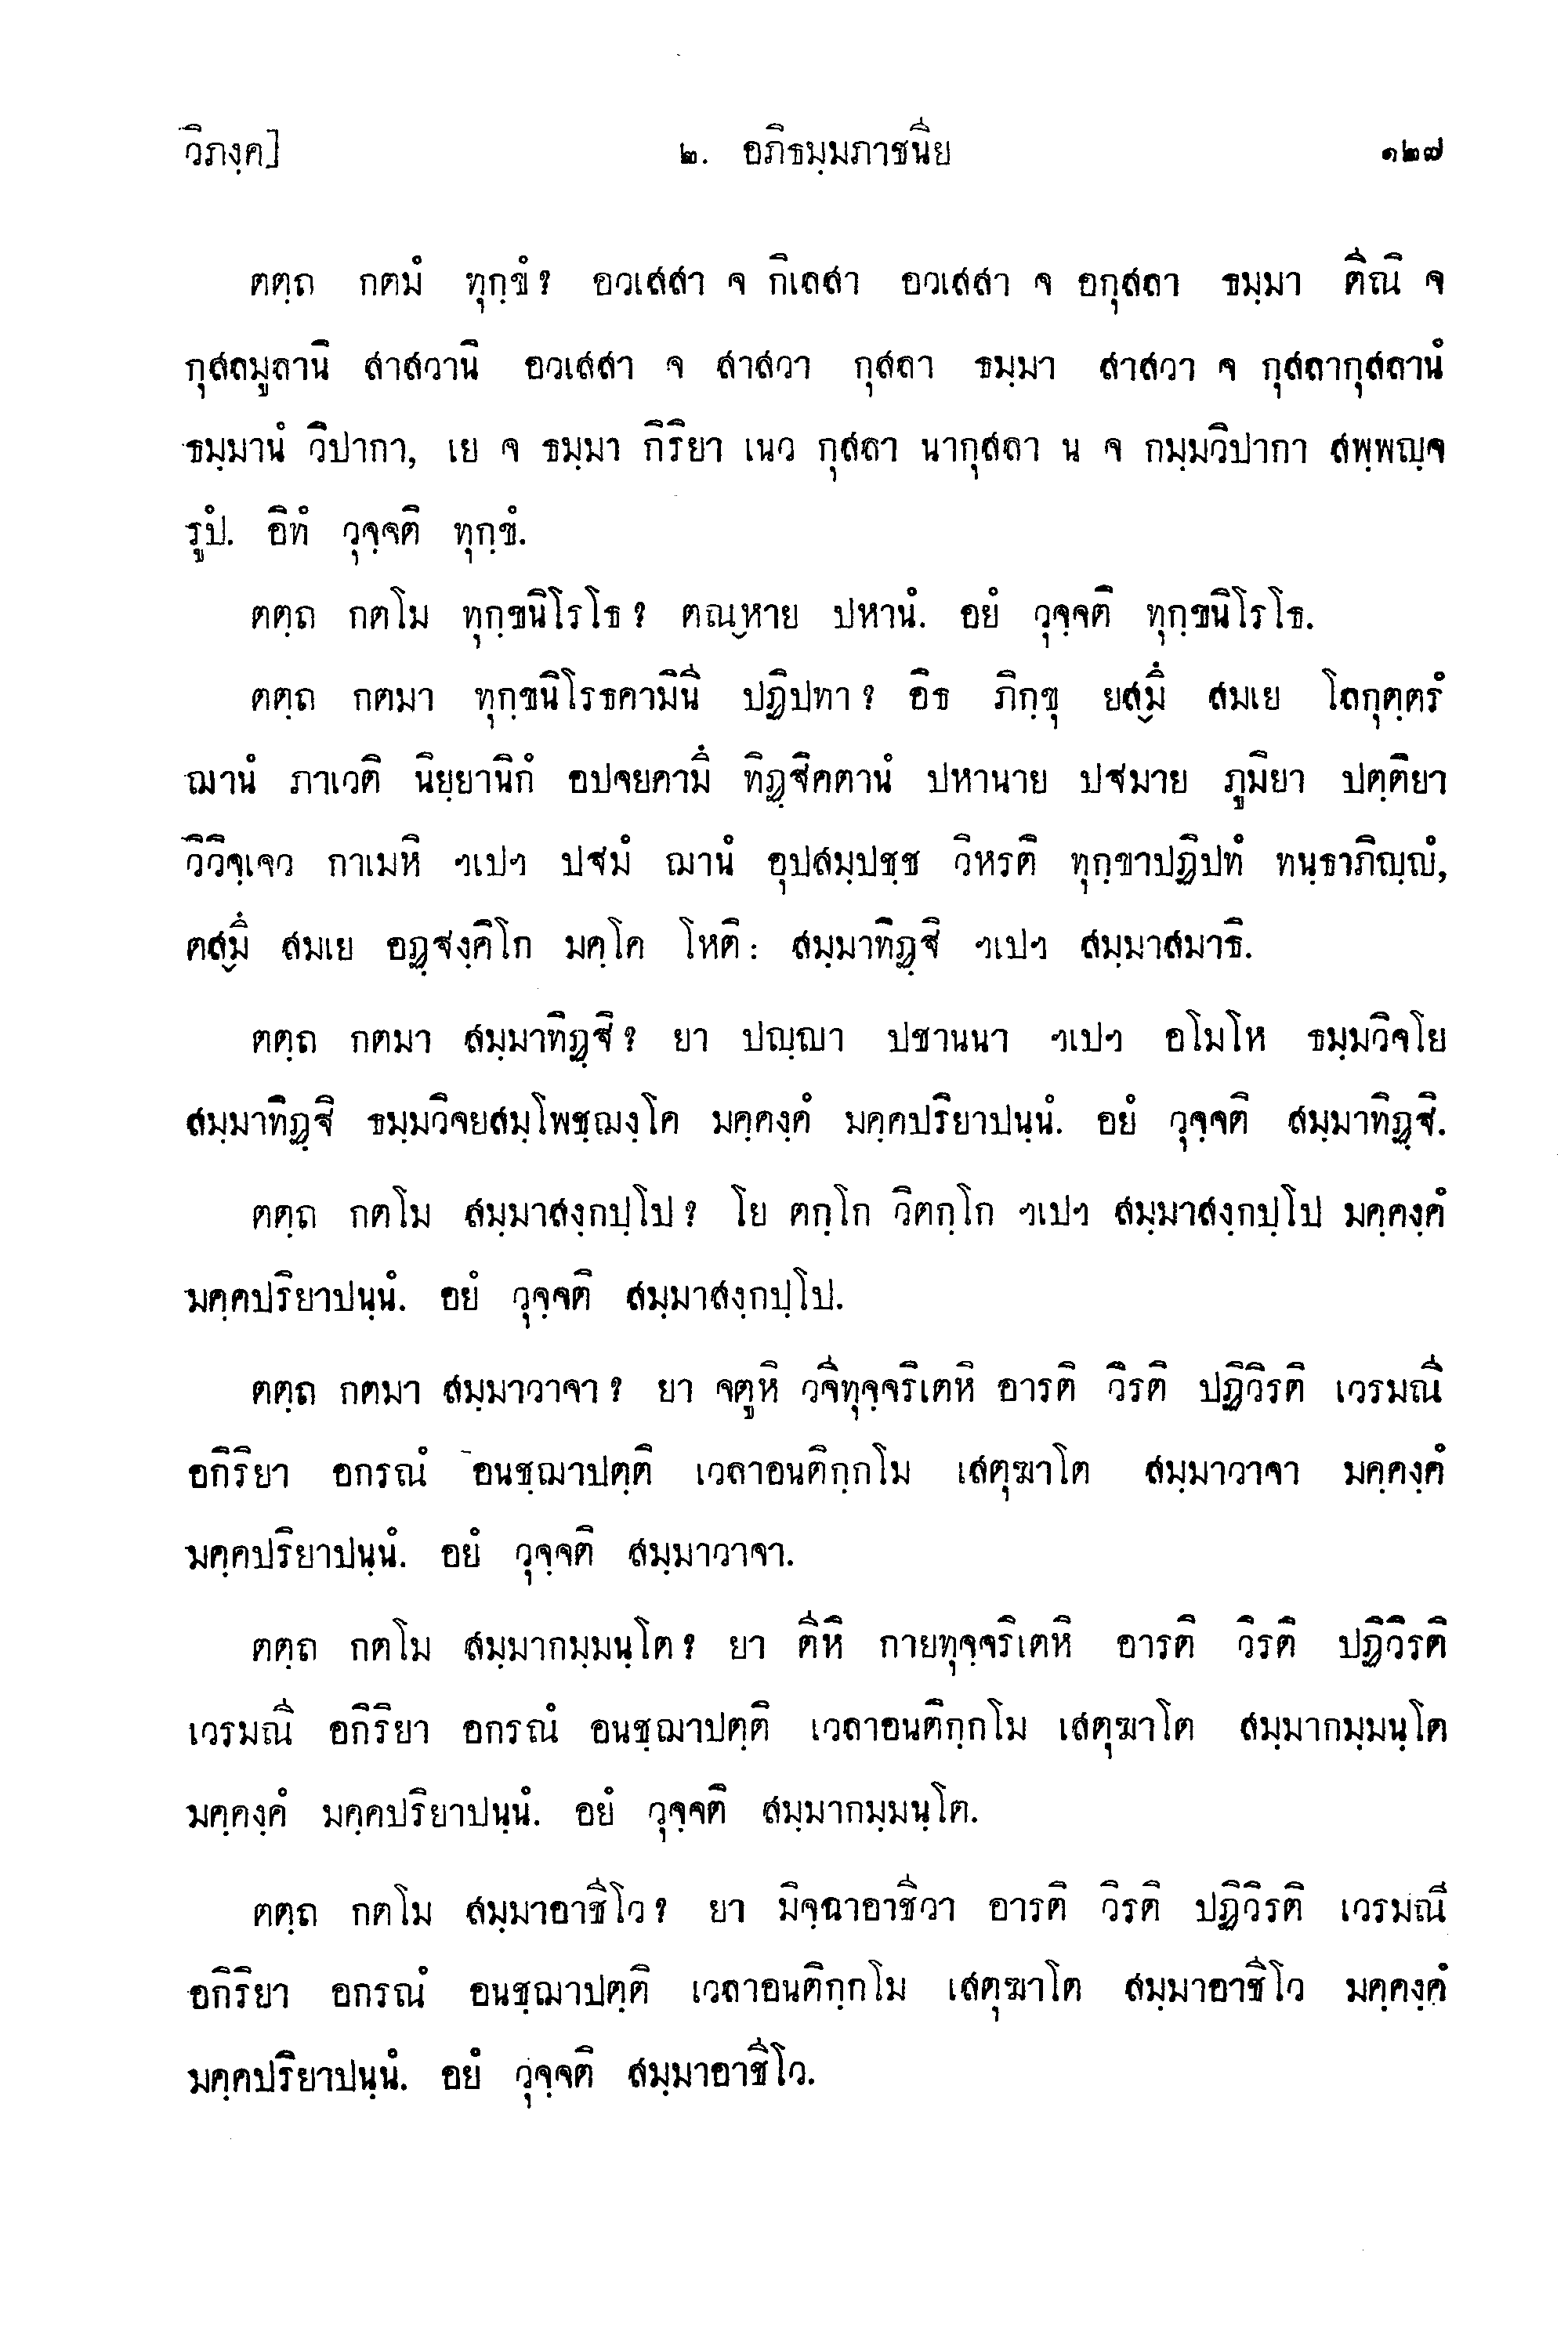 วิภงฺค]	๒. อภิธมฺมภาชนีย	๑๒๗
ตตฺถ กตมํ ทุกฺขํ? อวเสสา จ กิเลสา อวเสสา จ อกุสลา ธมฺมา ตีณิ จ
กุสลมูลานิ สาสวานิ อวเสสา จ สาสวา กุสลา ธมฺมา สาสวา จ กุสลากุสลานํ
ธมฺมานํ วิปากา, เย จ ธมฺมา กิริยา เนว กุสลา นากุสลา น จ กมฺมวิปากา สพฺพญฺจ
รูปํ. อิทํ วุจฺจติ ทุกฺขํ.
ตตฺถ กตโม ทุกฺขนิโรโธ? ตณฺหาย ปหานํ. อยํ วุจฺจติ ทุกฺขนิโรโธ.
ตตฺถ กตมา ทุกฺขนิโรธคามินี ปฏิปทา? อิธ ภิกฺขุ ยสฺมึ สมเย โลกุตฺตรํ
ฌานํ ภาเวติ นิยฺยานิกํ อปจยคามึ ทิฏฺฐิคตานํ ปหานาย ปฐมาย ภูมิยา ปตฺติยา
วิวิจฺเจว กาเมหิ ฯเปฯ ปฐมํ ฌานํ อุปสมฺปชฺช วิหรติ ทุกฺขาปฏิปทํ ทนฺธาภิญฺญํ,
ตสฺมึ สมเย อฏฺฐงฺคิโก มคฺโค โหติ: สมฺมาทิฏฺฐิ ฯเปฯ สมฺมาสมาธิ.
ตตฺถ กตมา สมฺมาทิฏฺฐิ? ยา ปญฺญา ปชานนา ฯเปฯ อโมโห ธมฺมวิจโย
สมฺมาทิฏฺฐิ ธมฺมวิจยสมฺโพชฺฌงฺโค มคฺคงฺคํ มคฺคปริยาปนฺนํ. อยํ วุจฺจติ สมฺมาทิฏฺฐิ.
ตตฺถ กตโม สมฺมาสงฺกปฺโป? โย ตกฺโก วิตกฺโก ฯเปฯ สมฺมาสงฺกปฺโป มคฺคงฺคํ
มคฺคปริยาปนฺนํ. อยํ วุจฺจติ สมฺมาสงฺกปฺโป.
ตตฺถ กตมา สมฺมาวาจา? ยา จตูหิ วจีทุจฺจริเตหิ อารติ วิรติ ปฏิวิรติ เวรมณี
อกิริยา อกรณํ อนชฺฌาปตฺติ เวลาอนติกฺกโม เสตุฆาโต สมฺมาวาจา มคฺคงฺคํ
มคฺคปริยาปนฺนํ. อยํ วุจฺจติ สมฺมาวาจา.
ตตฺถ กตโม สมฺมากมฺมนฺโต? ยา ตีหิ กายทุจฺจริเตหิ อารติ วิรติ ปฏิวิรติ
เวรมณี อกิริยา อกรณํ อนชฺฌาปตฺติ เวลาอนติกฺกโม เสตุฆาโต สมฺมากมฺมนฺโต
มคฺคงฺคํ มคฺคปริยาปนฺนํ. อยํ วุจฺจติ สมฺมากมฺมนฺโต.
ตตฺถ กตโม สมฺมาอาชีโว? ยา มิจฺฉาอาชีวา อารติ วิรติ ปฏิวิรติ เวรมณี
อกิริยา อกรณํ อนชฺฌาปตฺติ เวลาอนติกฺกโม เสตุฆาโต สมฺมาอาชีโว มคฺคงฺคํ
มคฺคปริยาปนฺนํ. อยํ วุจฺจติ สมฺมาอาชีโว.